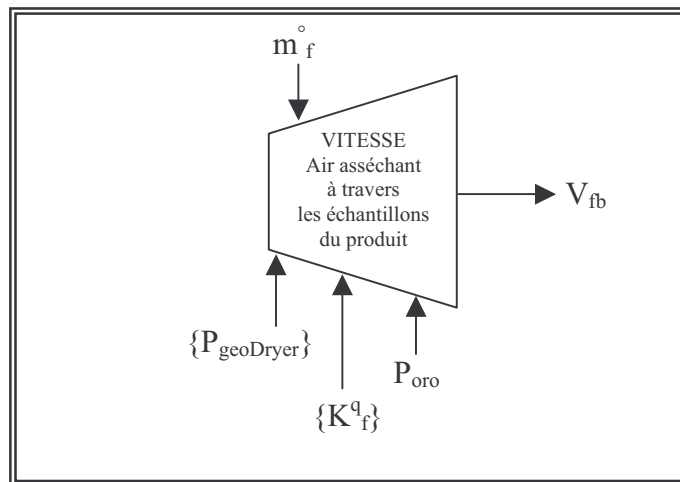 m°f
VITESSE
Air asséchant
à travers
les échantillons
du produit
Vfb
{PgeoDryer}
Poro
{Kqf}